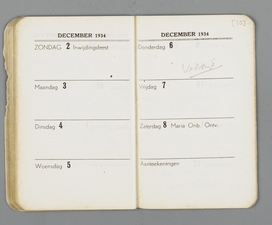 DECEMBER 1934
ZONDAG 2 Inwijdingsfeest
Maandag 3
Dinsdag 4
Woensdag 5
DECEMBER 1934
Donderdag 6
Vrijdag 7
Zaterdag 8 Maria Onb. Ontv.
Aanteekeningen